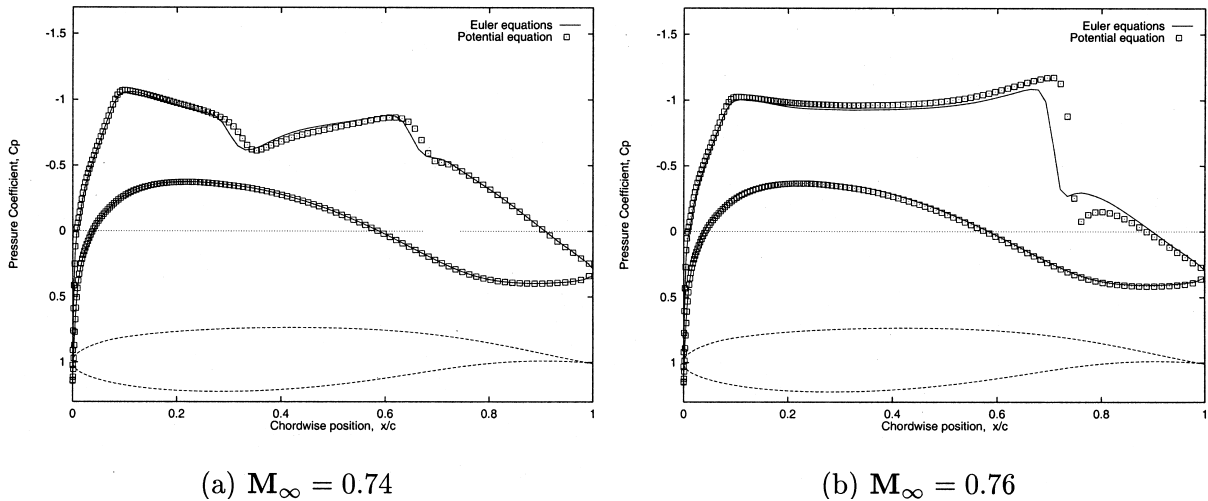 -1.5
-1
-0.5
0
0.5
1
Pressure Coefficient, Cp
Euler equations
Potential equation
0
0.2
0.4
0.6
0.8
1
Chordwise position, x/c
(a) M∞ = 0.74
-1.5
-1
-0.5
0
0.5
1
Pressure Coefficient, Cp
Euler equations
Potential equation
0
0.2
0.4
0.6
0.8
1
Chordwise position, x/c
(b) M∞ = 0.76